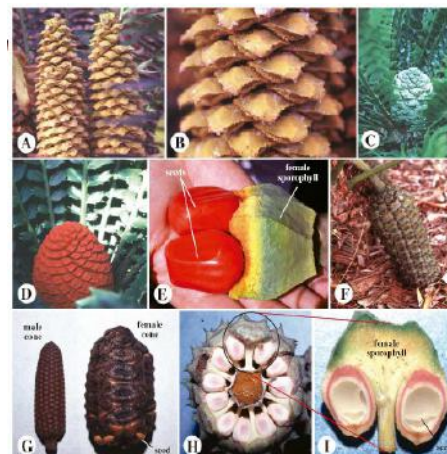 A
B
C
seeds
female
sporophyll
D
E
F
male
cone
female
cone
female
sporophyll
seed
G
H
I